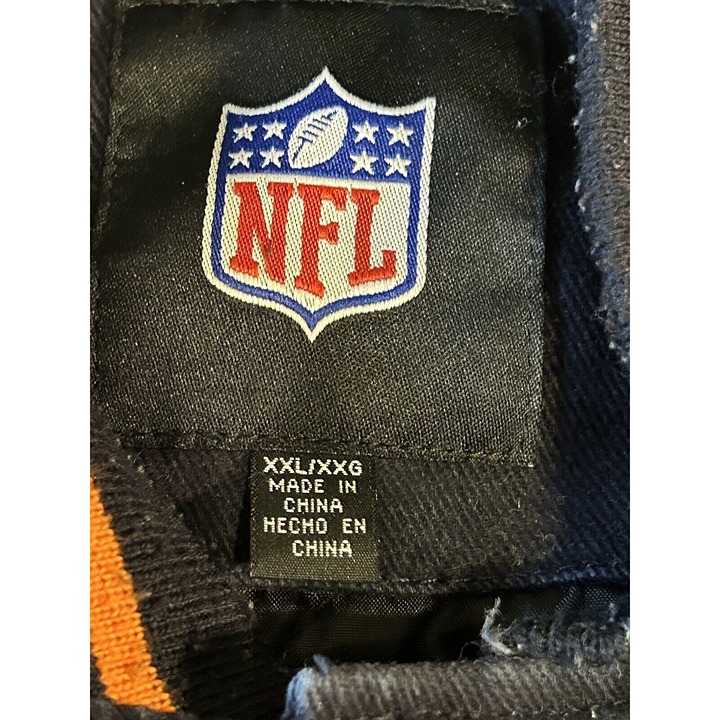 NFL
XXL/XXG
MADE IN
CHINA
HECHO EN
CHINA